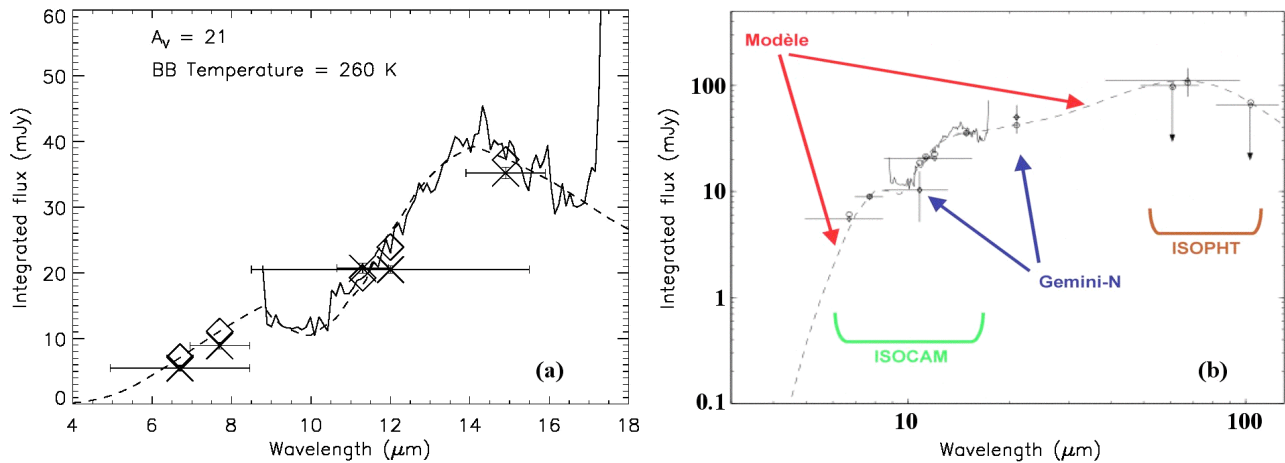 A_V = 21
BB Temperature = 260 K
Integrated flux (mJy)
60
50
40
30
20
10
0
(a)
4 6 8 10 12 14 16 18
Wavelength (μm)
Modèle
Integrated flux (mJy)
100
10
1
0.1
Gemini-N
ISOPHT
ISOCAM
(b)
10 100
Wavelength (μm)